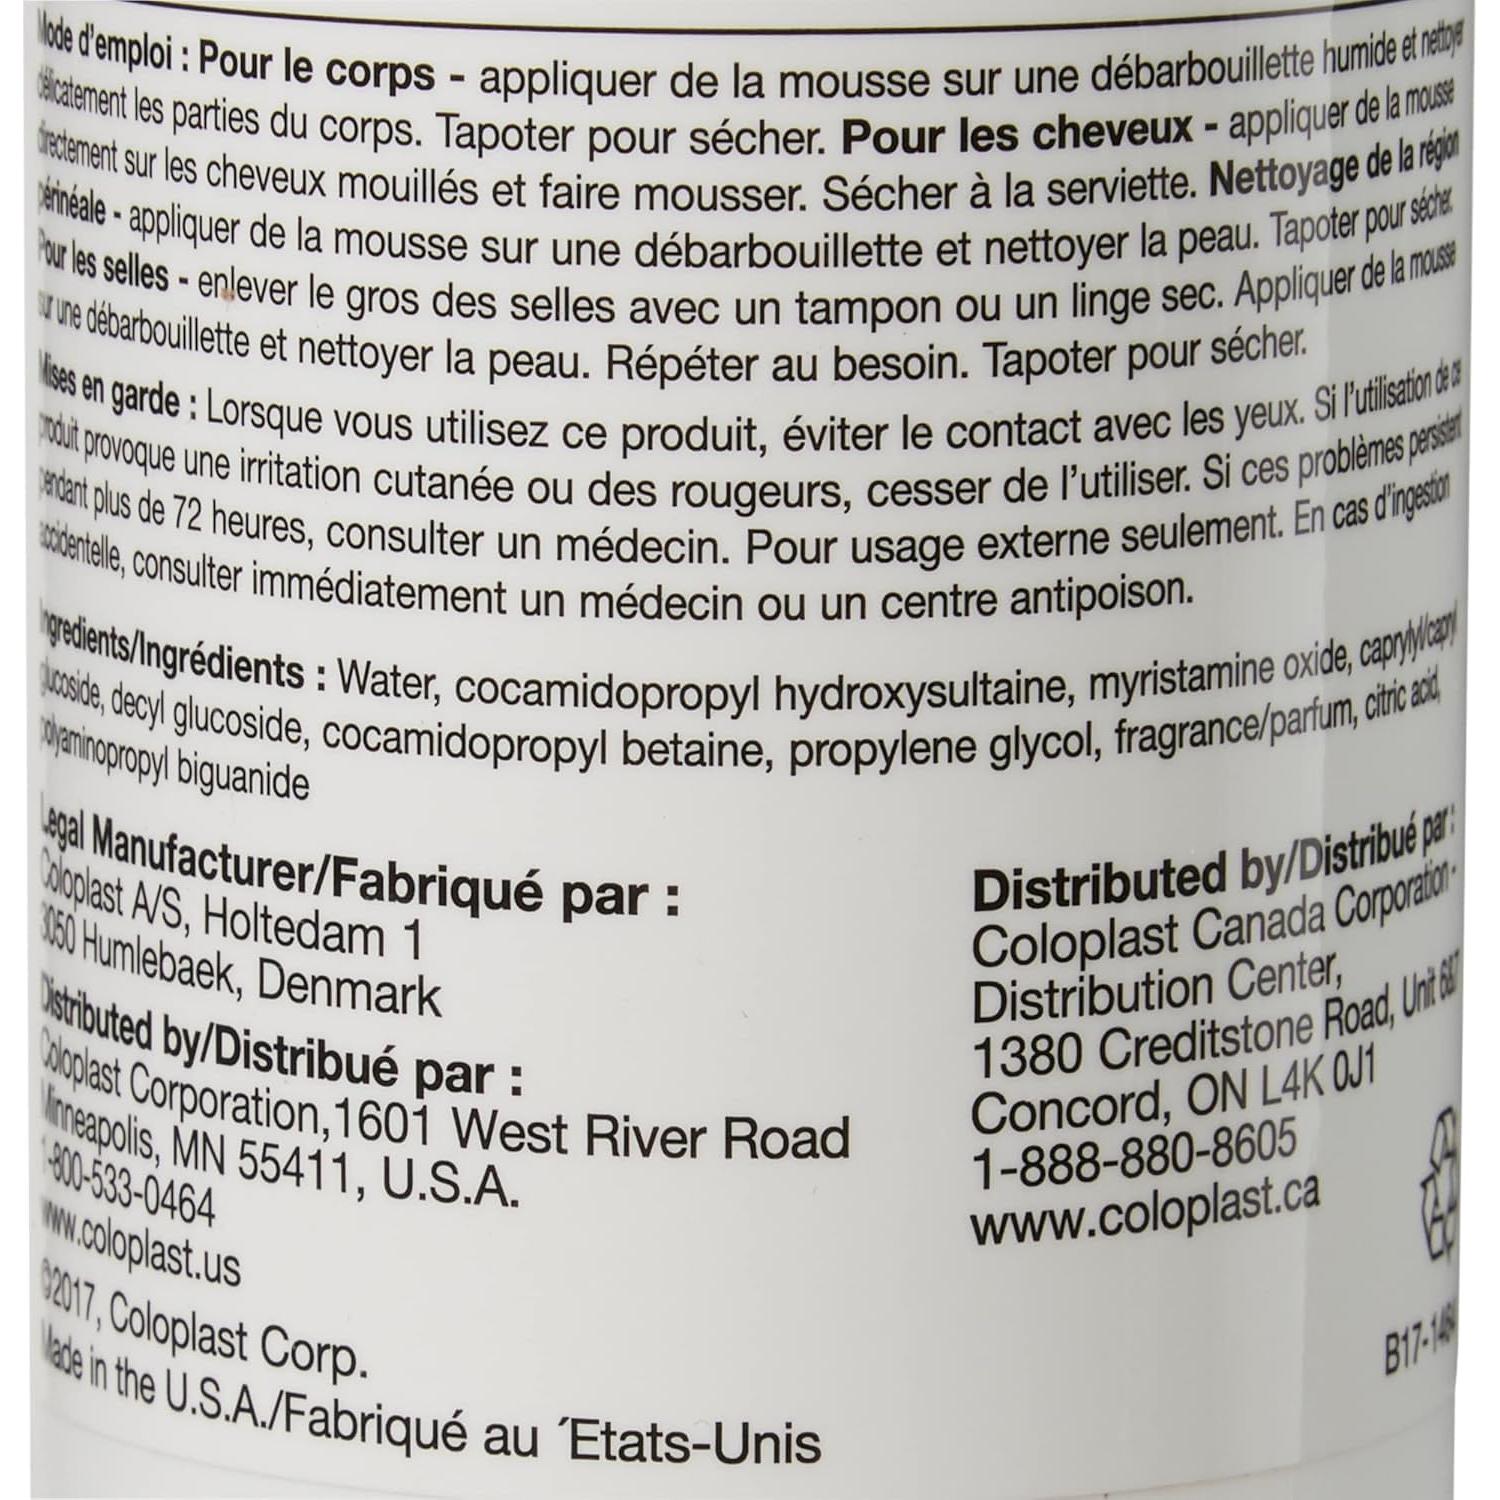 Mode d'emploi : Pour le corps - appliquer de la mousse sur une débarbouillette humide et nettoyer
délicatement les parties du corps. Tapoter pour sécher. Pour les cheveux - appliquer de la mousse
directement sur les cheveux mouillés et faire mousser. Sécher à la serviette. Nettoyage de la région
périnéale - appliquer de la mousse sur une débarbouillette et nettoyer la peau. Tapoter pour sécher.
Pour les selles - enlever le gros des selles avec un tampon ou un linge sec. Appliquer de la mousse
sur une débarbouillette et nettoyer la peau. Répéter au besoin. Tapoter pour sécher.
Mises en garde : Lorsque vous utilisez ce produit, éviter le contact avec les yeux. Si l'utilisation de ce
produit provoque une irritation cutanée ou des rougeurs, cesser de l'utiliser. Si ces problèmes persistent
pendant plus de 72 heures, consulter un médecin. Pour usage externe seulement. En cas d'ingestion
accidentelle, consulter immédiatement un médecin ou un centre antipoison.
Ingredients/Ingrédients : Water, cocamidopropyl hydroxysultaine, myristamine oxide, caprylyl/capryl
glucoside, decyl glucoside, cocamidopropyl betaine, propylene glycol, fragrance/parfum, citric acid,
polyaminopropyl biguanide
Legal Manufacturer/Fabriqué par :
Coloplast A/S, Holtedam 1
3050 Humlebaek, Denmark
Distributed by/Distribué par :
Coloplast Corporation,1601 West River Road
Minneapolis, MN 55411, U.S.A.
1-800-533-0464
www.coloplast.us
©2017, Coloplast Corp.
Made in the U.S.A./Fabriqué au ´Etats-Unis
Distributed by/Distribué par :
Coloplast Canada Corporation -
Distribution Center,
1380 Creditstone Road, Unit 6&7
Concord, ON L4K 0J1
1-888-880-8605
www.coloplast.ca